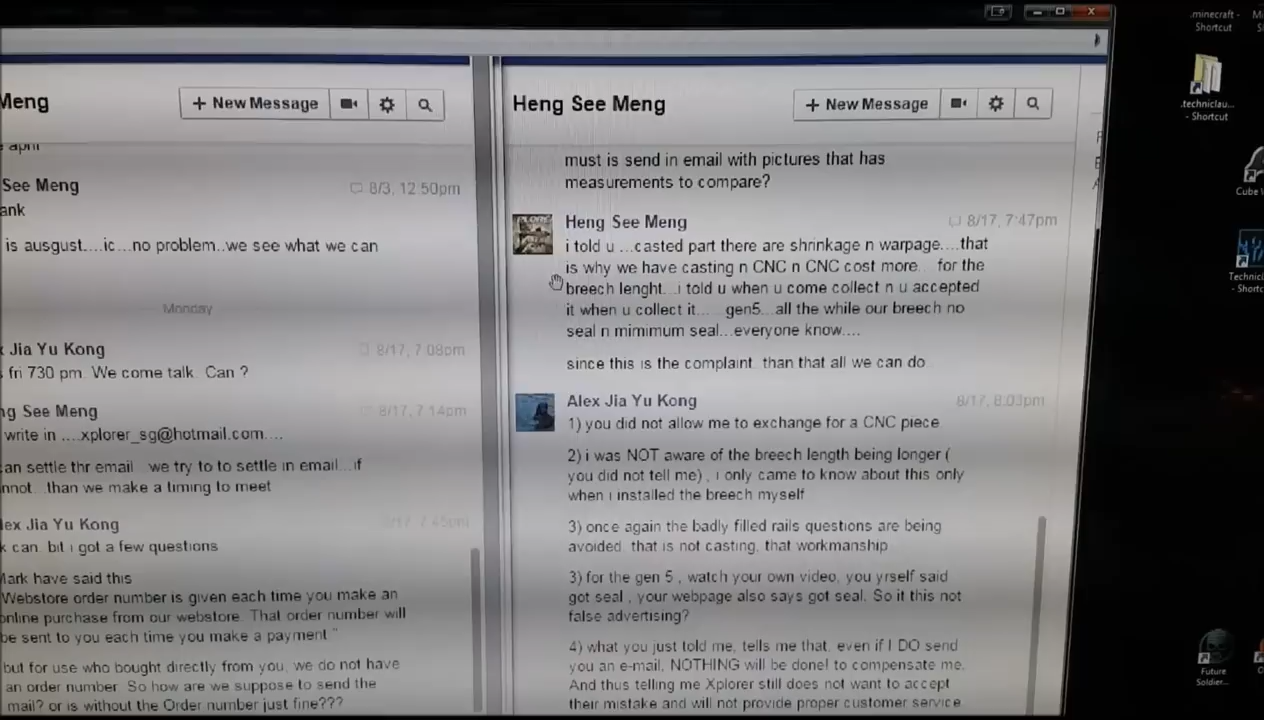 .minecraft -
Shortcut
.techniclau...
- Shortcut
Cube
Future
Soldier...
Meng
+ New Message
april
See Meng
8/3, 12:50pm
ank
is ausgust....ic...no problem..we see what we can
Monday
Jia Yu Kong
8/17, 7:08pm
fri 730 pm. We come talk. Can ?
ng See Meng
8/17, 7:14pm
write in ....xplorer_sg@hotmail.com....
an settle thr email...we try to to settle in email...if
nnot...than we make a timing to meet
lex Jia Yu Kong
8/17, 7:45pm
k can. bit i got a few questions
Mark have said this
Webstore order number is given each time you make an
online purchase from our webstore. That order number will
be sent to you each time you make a payment "
but for use who bought directly from you, we do not have
an order number. So how are we suppose to send the
mail? or is without the Order number just fine???
Heng See Meng
+ New Message
must is send in email with pictures that has
measurements to compare?
Heng See Meng
8/17, 7:47pm
i told u ...casted part there are shrinkage n warpage....that
is why we have casting n CNC n CNC cost more.. for the
breech lenght...i told u when u come collect n u accepted
it when u collect it.... gen5...all the while our breech no
seal n mimimum seal...everyone know....
since this is the complaint..than that all we can do
Alex Jia Yu Kong
8/17, 8:03pm
1) you did not allow me to exchange for a CNC piece
2) i was NOT aware of the breech length being longer (
you did not tell me) , i only came to know about this only
when i installed the breech myself
3) once again the badly filled rails questions are being
avoided. that is not casting, that workmanship
3) for the gen 5 , watch your own video, you yrself said
got seal , your webpage also says got seal. So it this not
false advertising?
4) what you just told me, tells me that, even if I DO send
you an e-mail, NOTHING will be done! to compensate me.
And thus telling me Xplorer still does not want to accept
their mistake and will not provide proper customer service